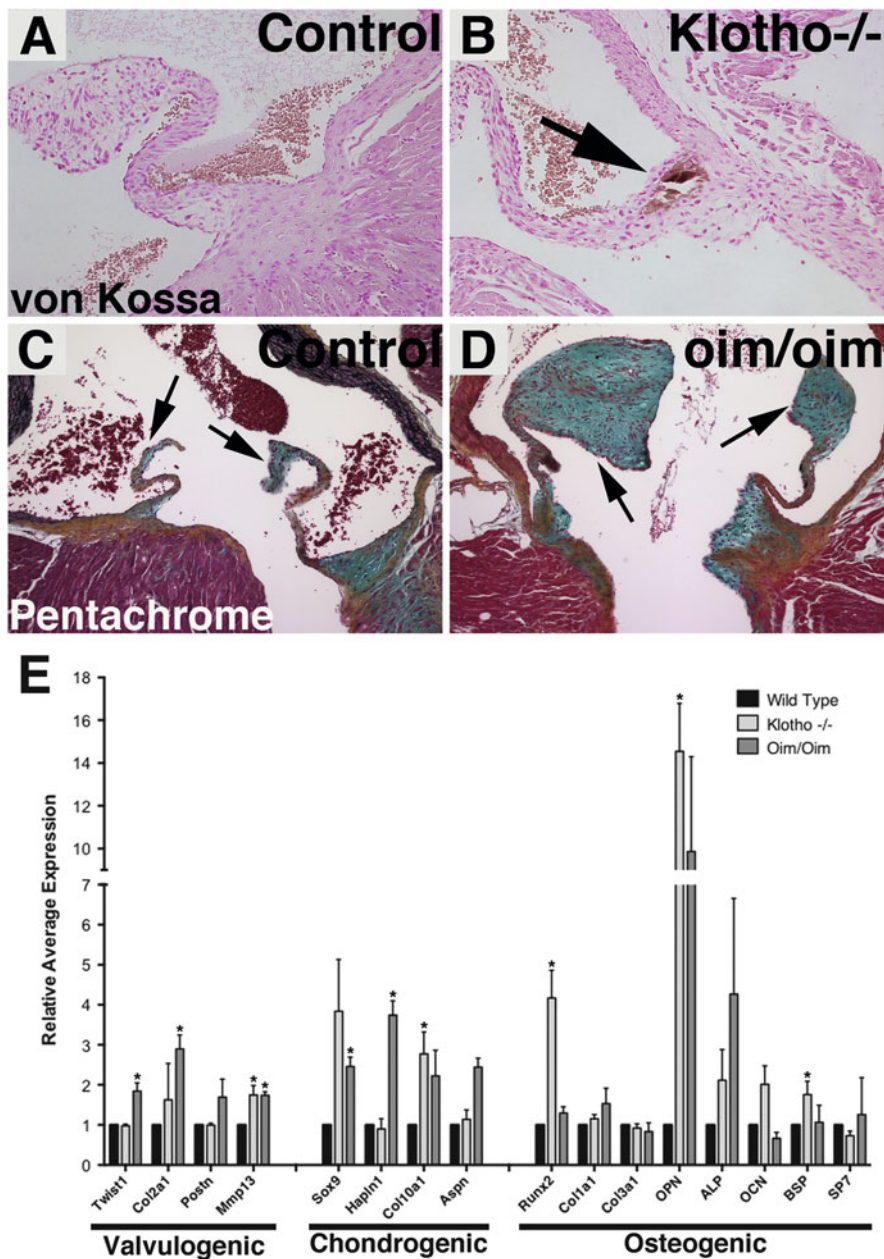 A Control
B Klotho-/-
von Kossa
C Control
D oim/oim
Pentachrome
E
18
16
14
12
10
7
6
5
4
3
2
1
0
Relative Average Expression
Wild Type
Klotho -/-
Oim/Oim
*
* * * *
* * *
* * *
Twist1 Col2a1 Postn Mmp13 Sox9 Hapln1 Col10a1 Aspn Runx2 Col1a1 Col3a1 OPN ALP OCN BSP SP7
Valvulogenic Chondrogenic Osteogenic